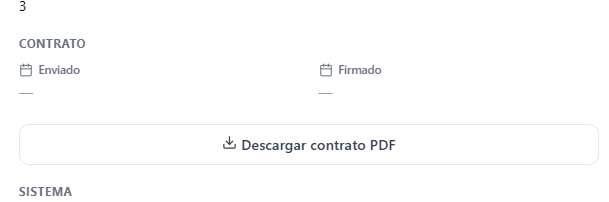 3
CONTRATO
Enviado Firmado
— —
Descargar contrato PDF
SISTEMA